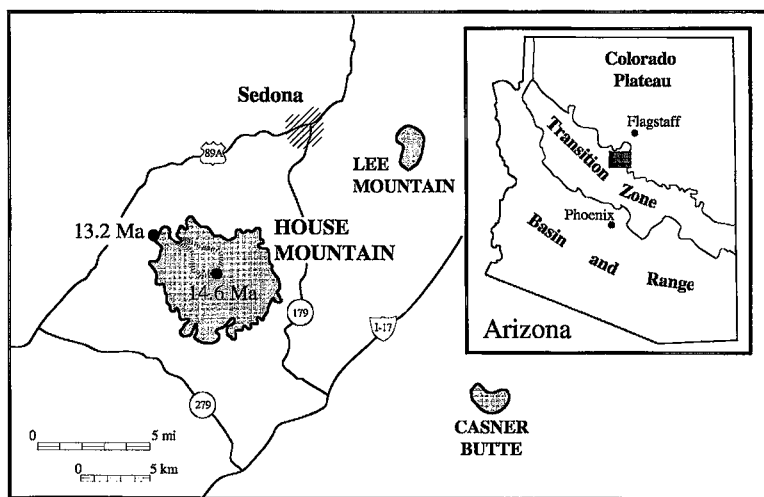 Sedona
89A
LEE
MOUNTAIN
13.2 Ma
HOUSE
MOUNTAIN
14.6 Ma
179
I-17
279
0 5 mi
0 5 km
CASNER
BUTTE
Colorado
Plateau
Flagstaff
Transition Zone
Phoenix
Basin and Range
Arizona